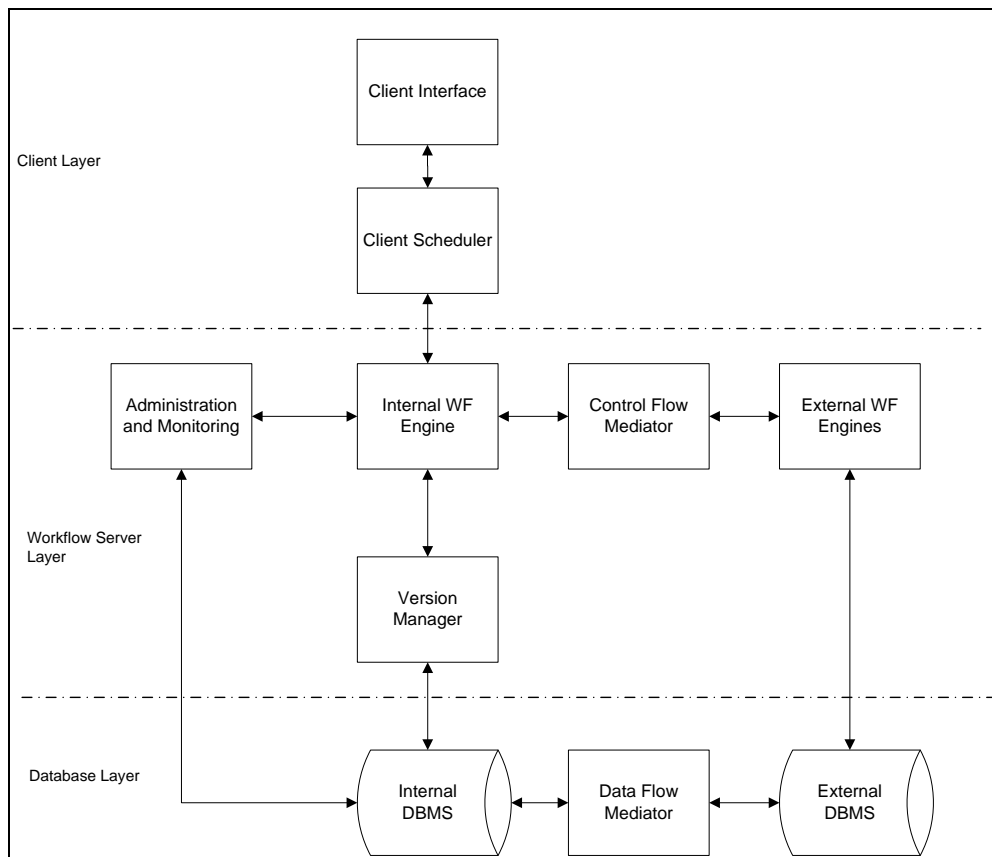 Client Interface
Client Layer
Client Scheduler
Administration
and Monitoring
Internal WF
Engine
Control Flow
Mediator
External WF
Engines
Workflow Server
Layer
Version
Manager
Database Layer
Internal
DBMS
Data Flow
Mediator
External
DBMS